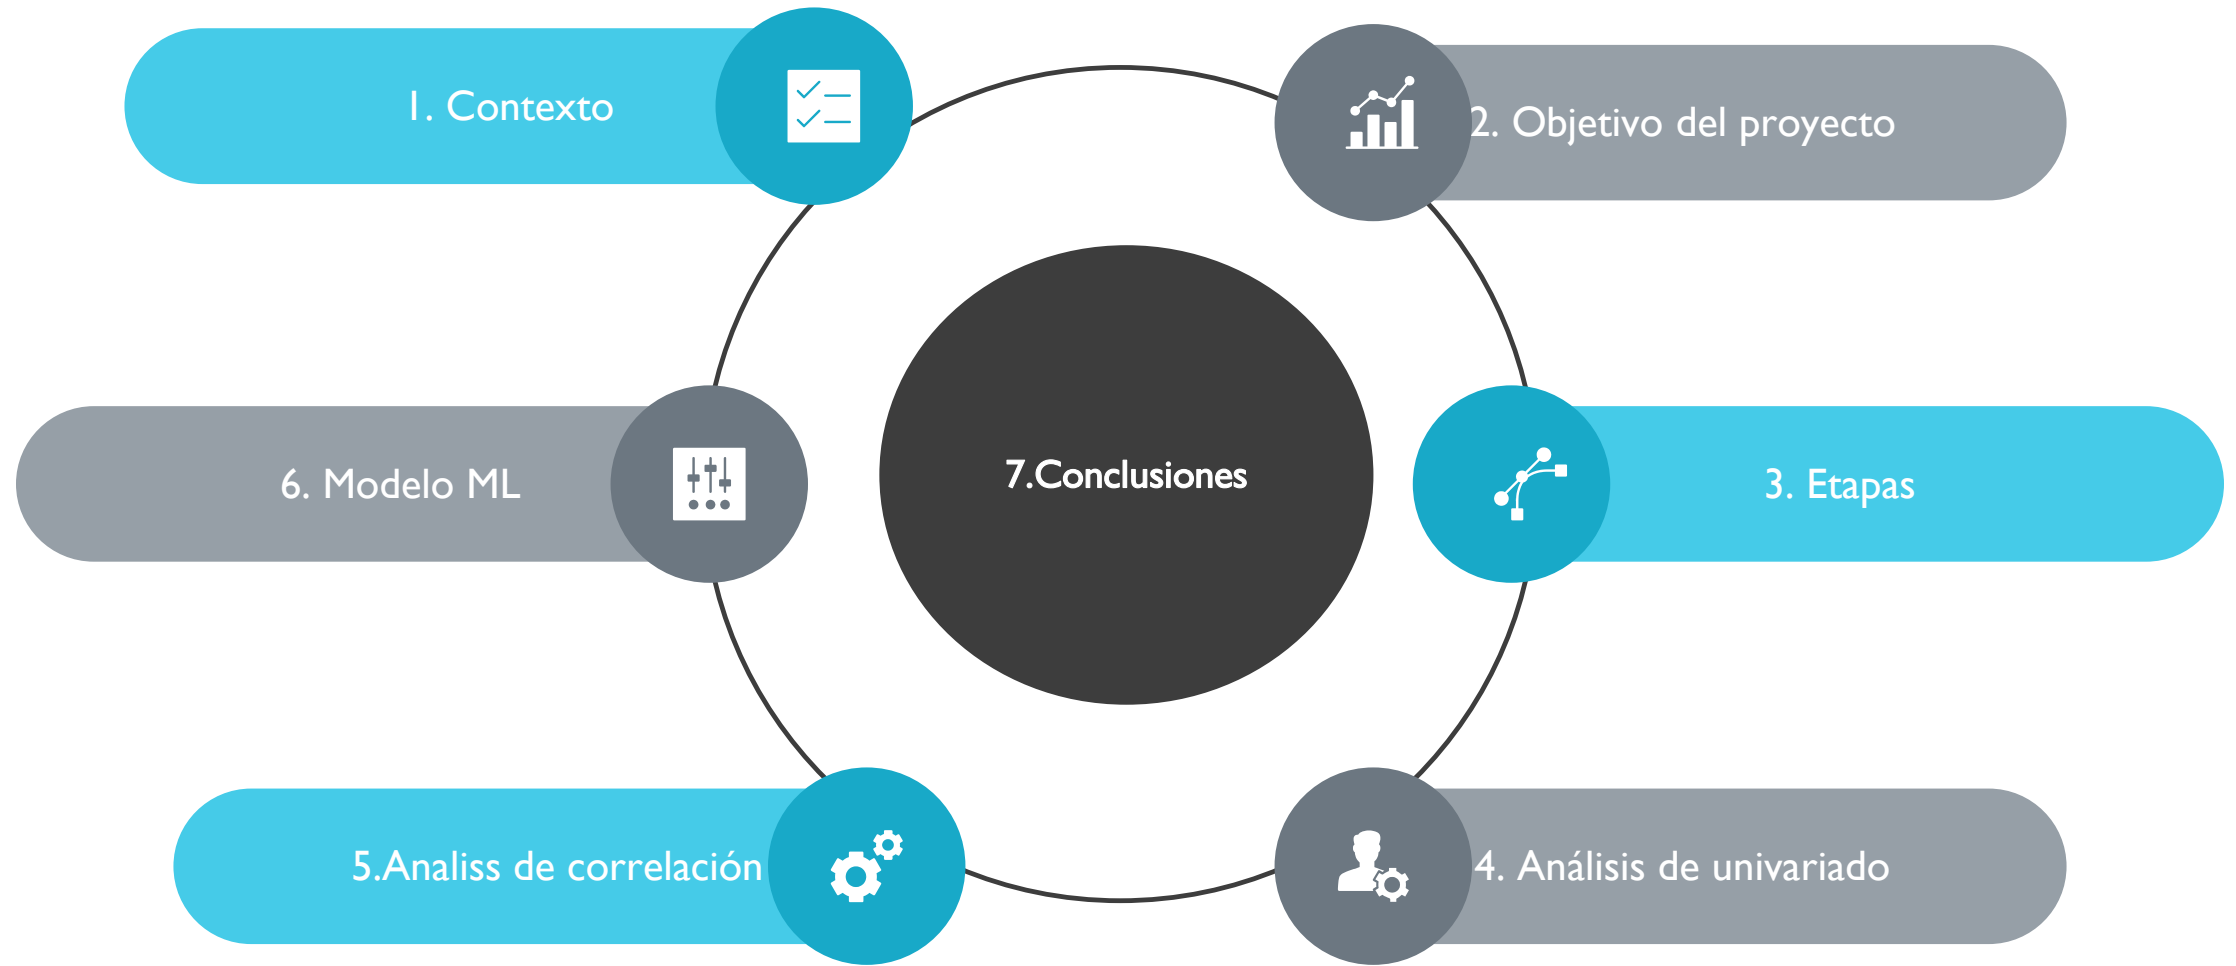 1. Contexto
2. Objetivo del proyecto
3. Etapas
4. Análisis de univariado
5.Analiss de correlación
6. Modelo ML
7.Conclusiones